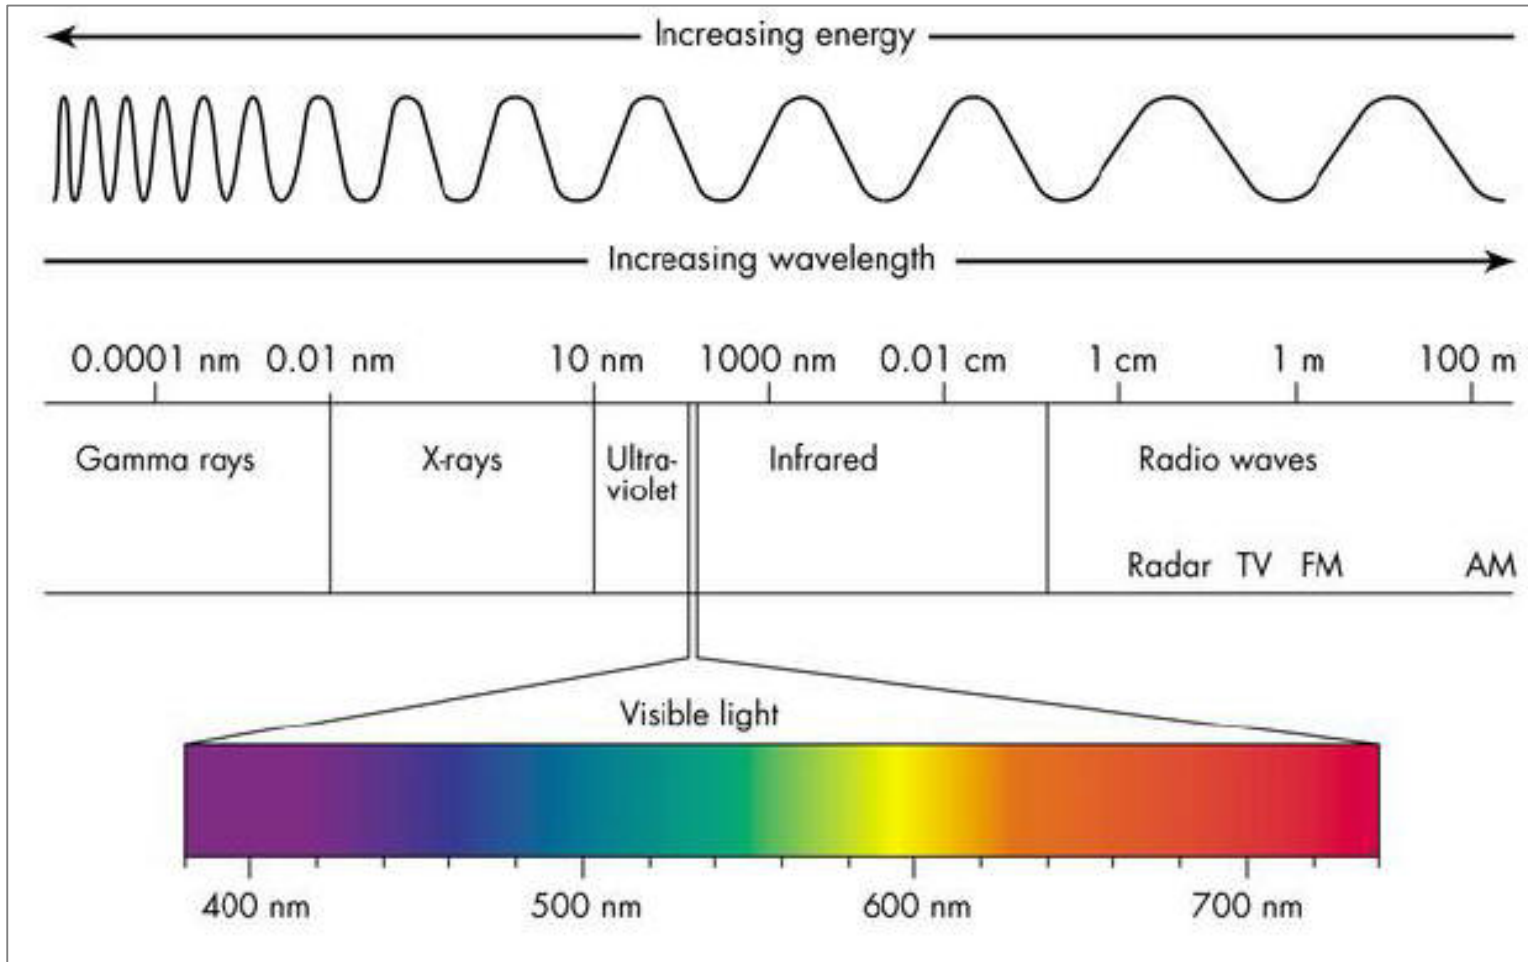 Increasing energy
Increasing wavelength
0.0001 nm 0.01 nm 10 nm 1000 nm 0.01 cm 1 cm 1 m 100 m
Gamma rays X-rays Ultra- Infrared Radio waves
violet
Radar TV FM AM
Visible light
400 nm 500 nm 600 nm 700 nm